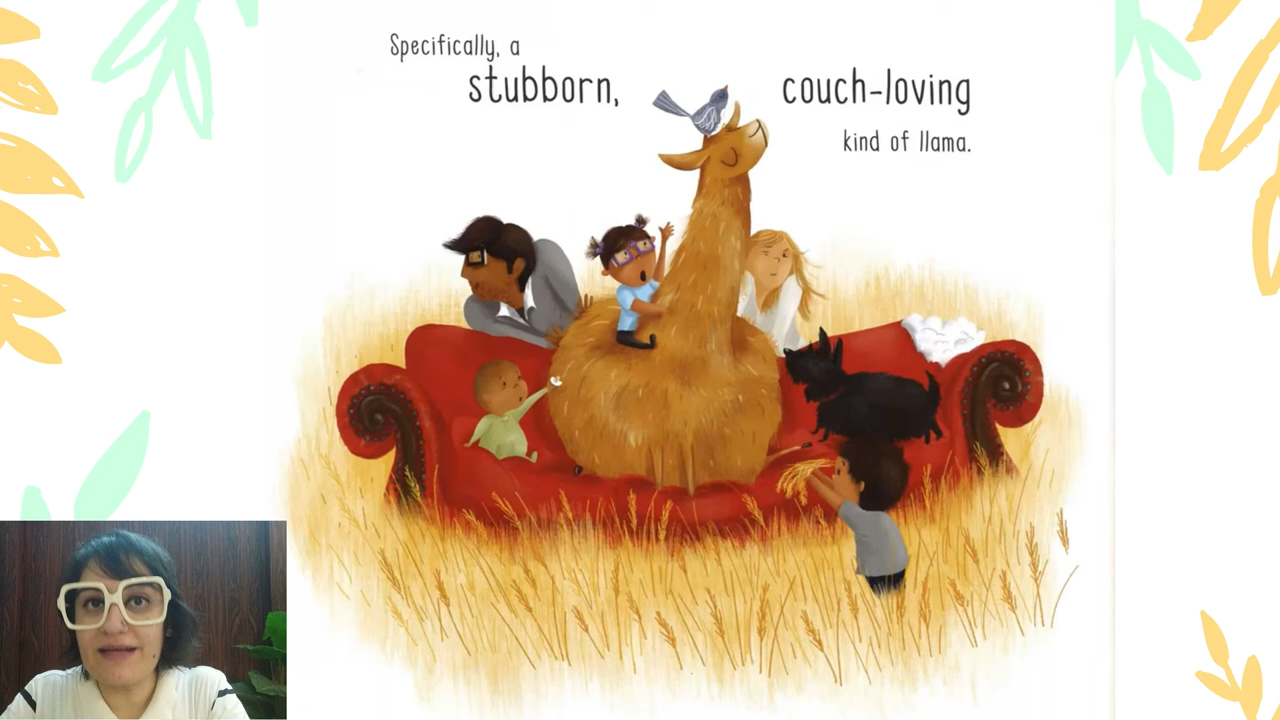 Specifically, a
stubborn, couch-loving
kind of llama.